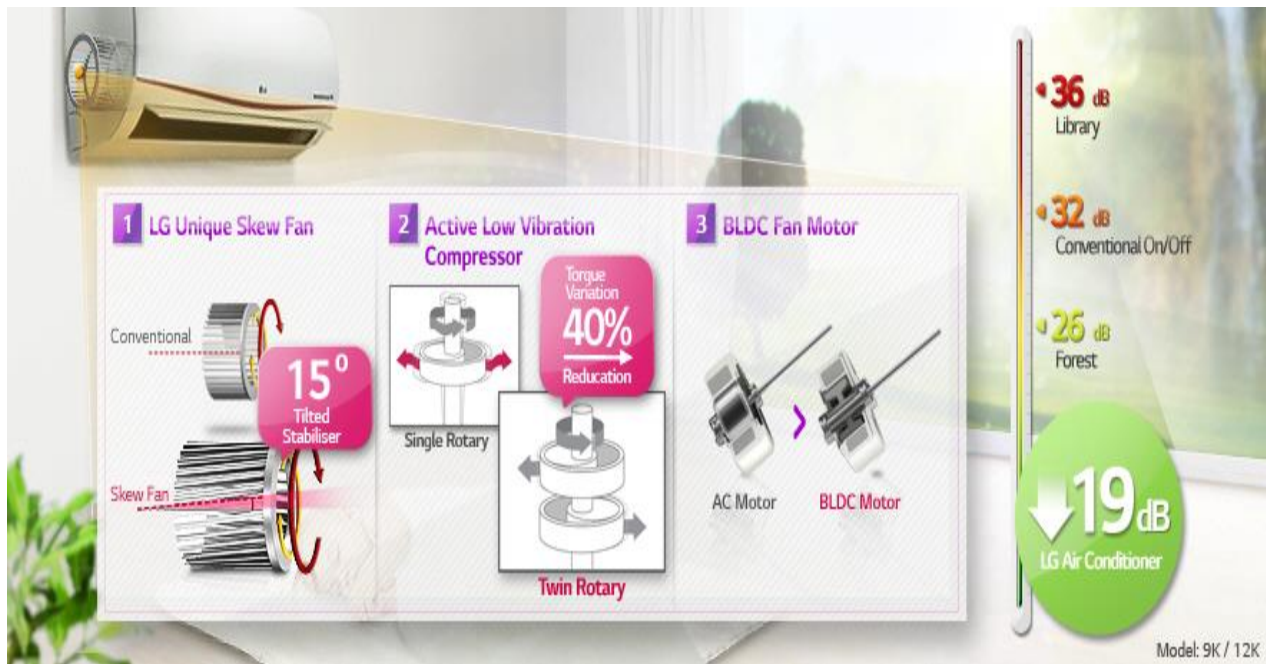 1 LG Unique Skew Fan
Conventional
15°
Tilted
Stabiliser
Skew Fan
2 Active Low Vibration
Compressor
Torque
Variation
40%
Reducation
Single Rotary
Twin Rotary
3 BLDC Fan Motor
AC Motor
BLDC Motor
36 dB
Library
32 dB
Conventional On/Off
26 dB
Forest
19 dB
LG Air Conditioner
Model: 9K / 12K